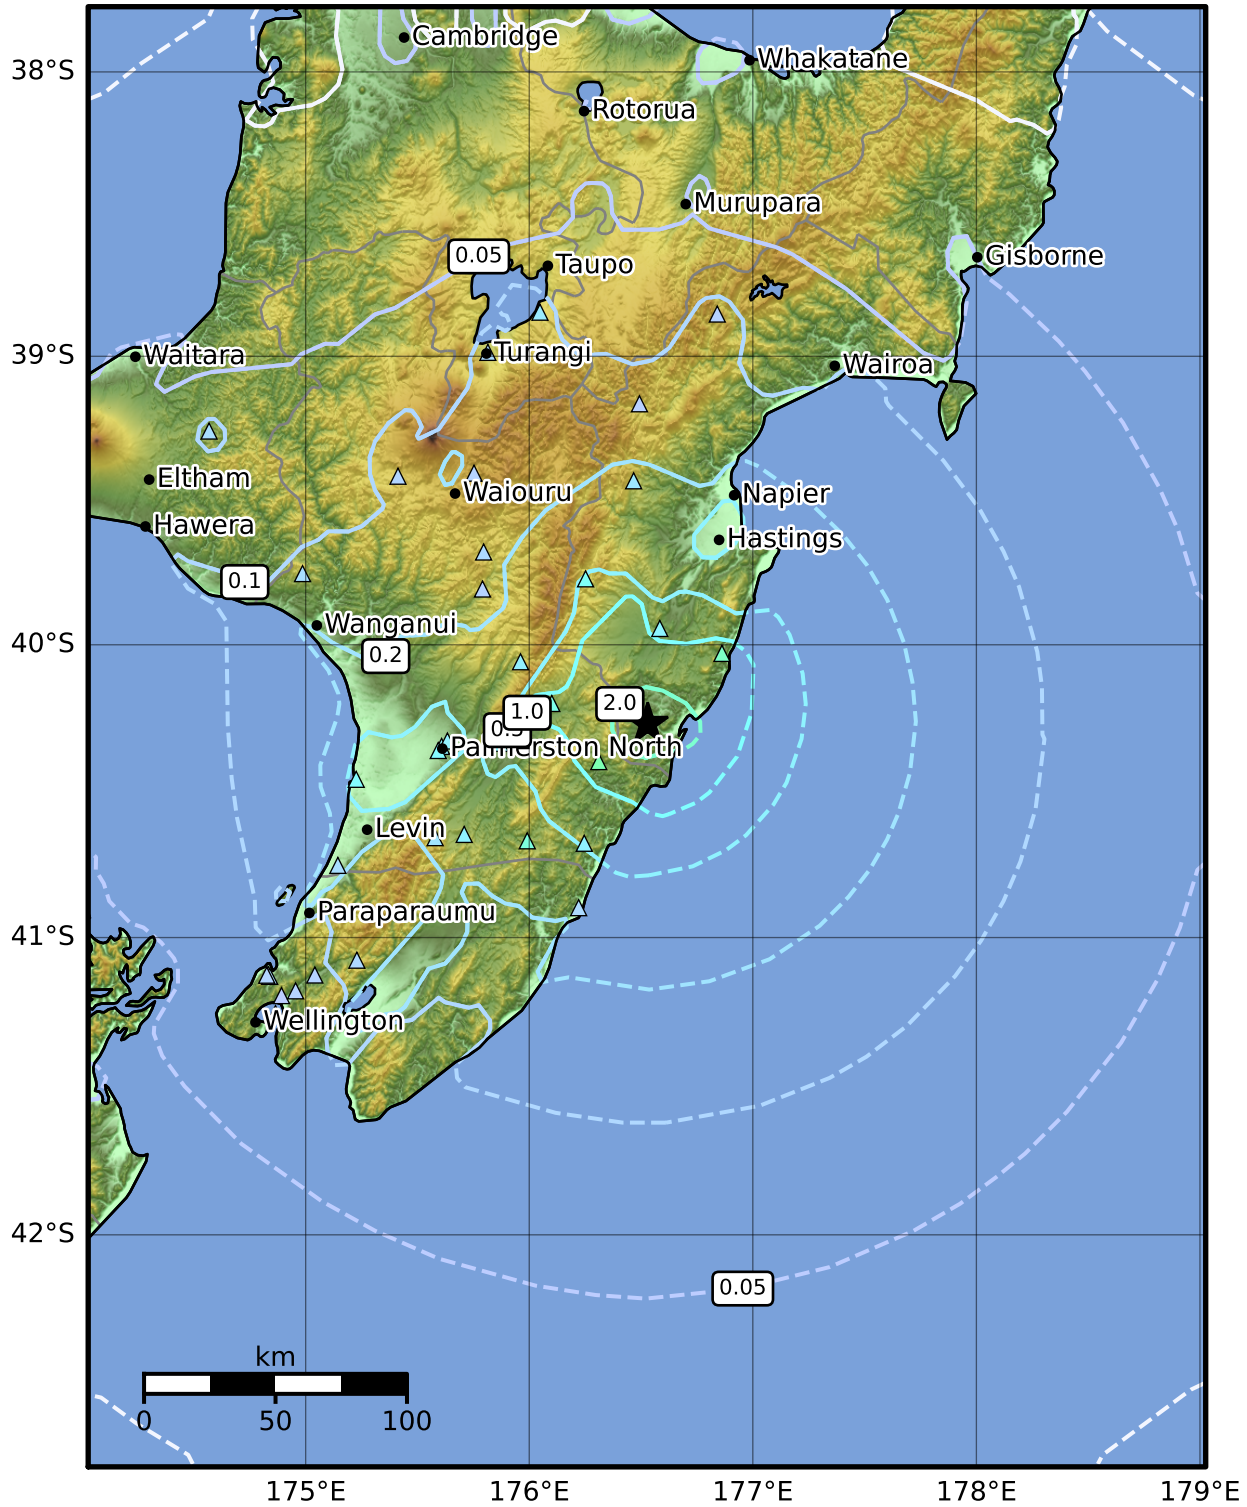 Cambridge
Whakatane
38°S
Rotorua
Murupara
0.05
Taupo
Gisborne
39°S
Waitara
Turangi
Wairoa
Eltham
Waiouru
Napier
Hawera
Hastings
0.1
Wanganui
40°S
0.2
2.0
1.0
Palmerston North
Levin
Paraparaumu
41°S
Wellington
42°S
0.05
km
0 50 100
175°E 176°E 177°E 178°E 179°E